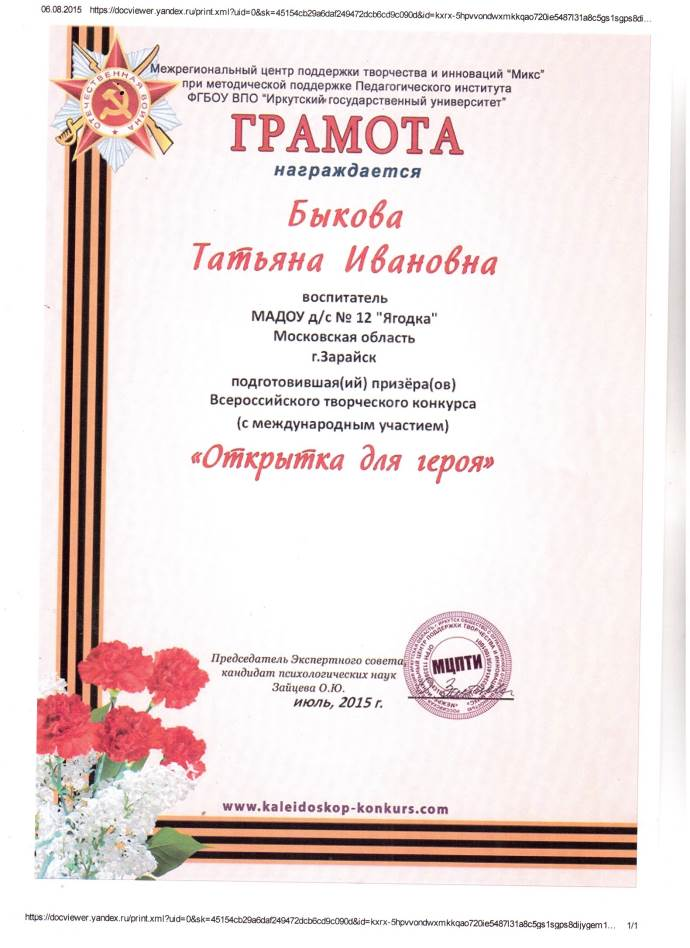 06.08.2015 https://docviewer.yandex.ru/print.xml?uid=0&sk=45154cb29a6daf249472dcb6cd9c090d&id=kxrx-5hpvvondwxmkkqao720ie5487l31a8c5gs1sgps8di...
ОТЕЧЕСТВЕННАЯ ВОЙНА
Межрегиональный центр поддержки творчества и инноваций "Микс"
при методической поддержке Педагогического института
ФГБОУ ВПО "Иркутский государственный университет"
ГРАМОТА
награждается
Быкова
Татьяна Ивановна
воспитатель
МАДОУ д/с № 12 "Ягодка"
Московская область
г.Зарайск
подготовившая(ий) призёра(ов)
Всероссийского творческого конкурса
(с международным участием)
«Открытка для героя»
Председатель Экспертного совета,
кандидат психологических наук
Зайцева О.Ю.
июль, 2015 г.
МЦПТИ
www.kaleidoskop-konkurs.com
https://docviewer.yandex.ru/print.xml?uid=0&sk=45154cb29a6daf249472dcb6cd9c090d&id=kxrx-5hpvvondwxmkkqao720ie5487l31a8c5gs1sgps8dijygem1... 1/1